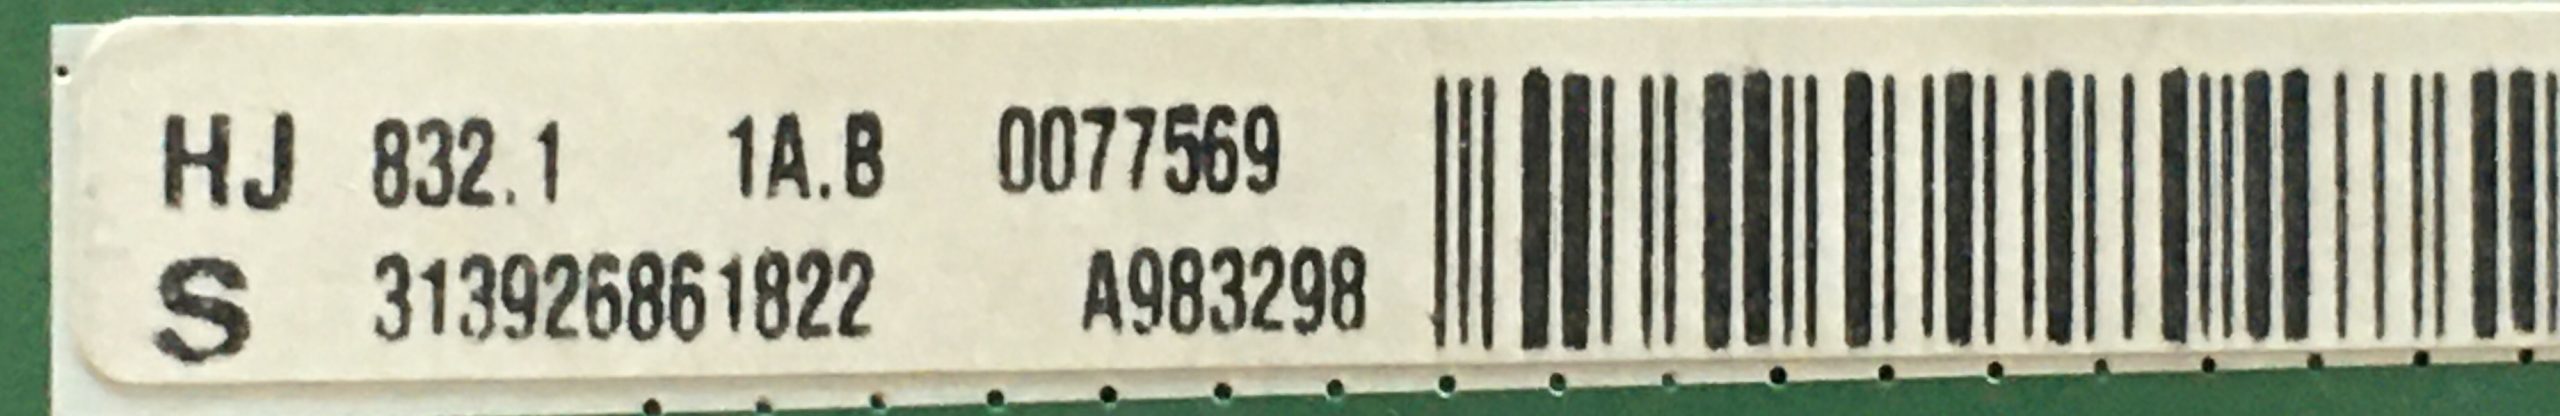 HJ 832.1 1A.B 0077569
S 313926861822 A983298